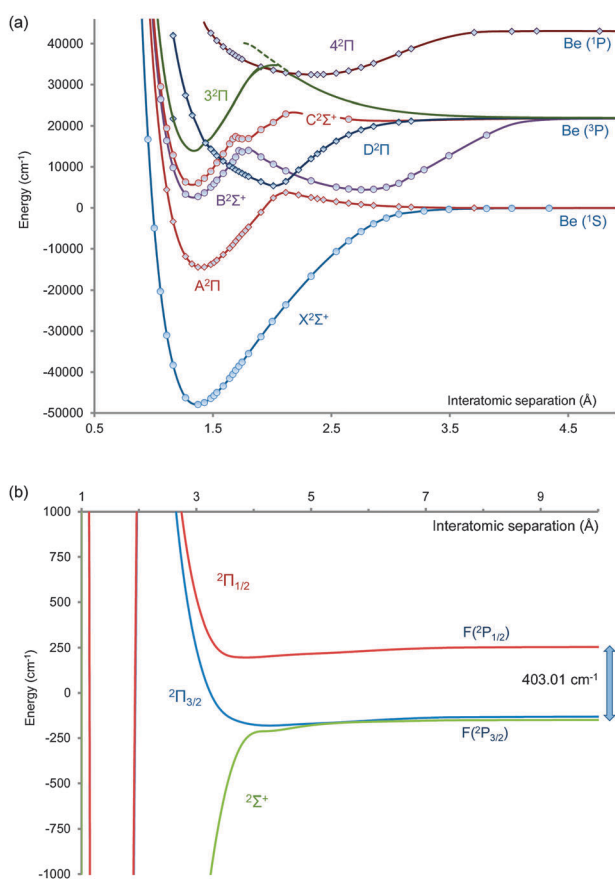 (a)
40000
30000
20000
10000
0
-10000
-20000
-30000
-40000
-50000
Energy (cm⁻¹)
4²Π
Be (¹P)
3²Π
C²Σ⁺
Be (³P)
D²Π
B²Σ⁺
Be (¹S)
A²Π
X²Σ⁺
Interatomic separation (Å)
0.5 1.5 2.5 3.5 4.5
(b)
1 3 5 7 9
1000
750
500
250
0
-250
-500
-750
-1000
Energy (cm⁻¹)
Interatomic separation (Å)
²Π1/2
F(²P1/2)
403.01 cm⁻¹
²Π3/2
F(²P3/2)
²Σ⁺